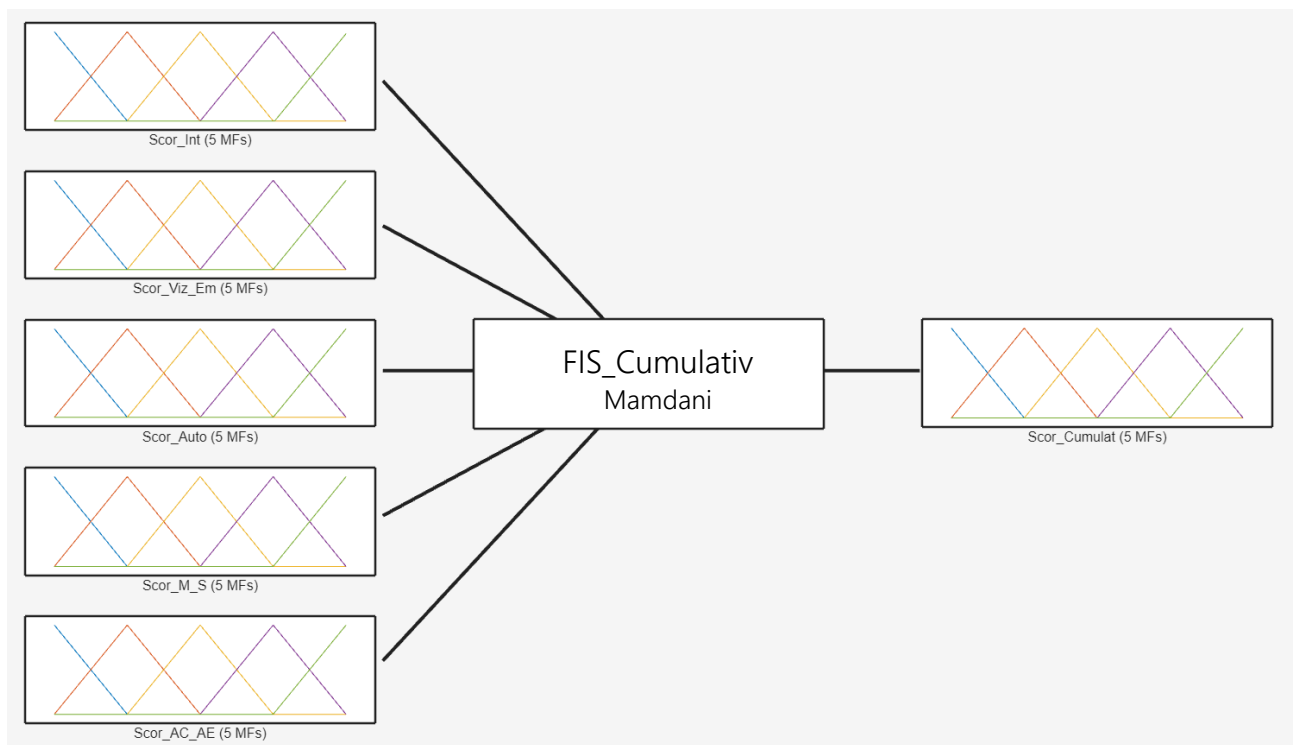 Scor_Int (5 MFs)
Scor_Viz_Em (5 MFs)
Scor_Auto (5 MFs)
Scor_M_S (5 MFs)
Scor_AC_AE (5 MFs)
FIS_Cumulativ
Mamdani
Scor_Cumulat (5 MFs)